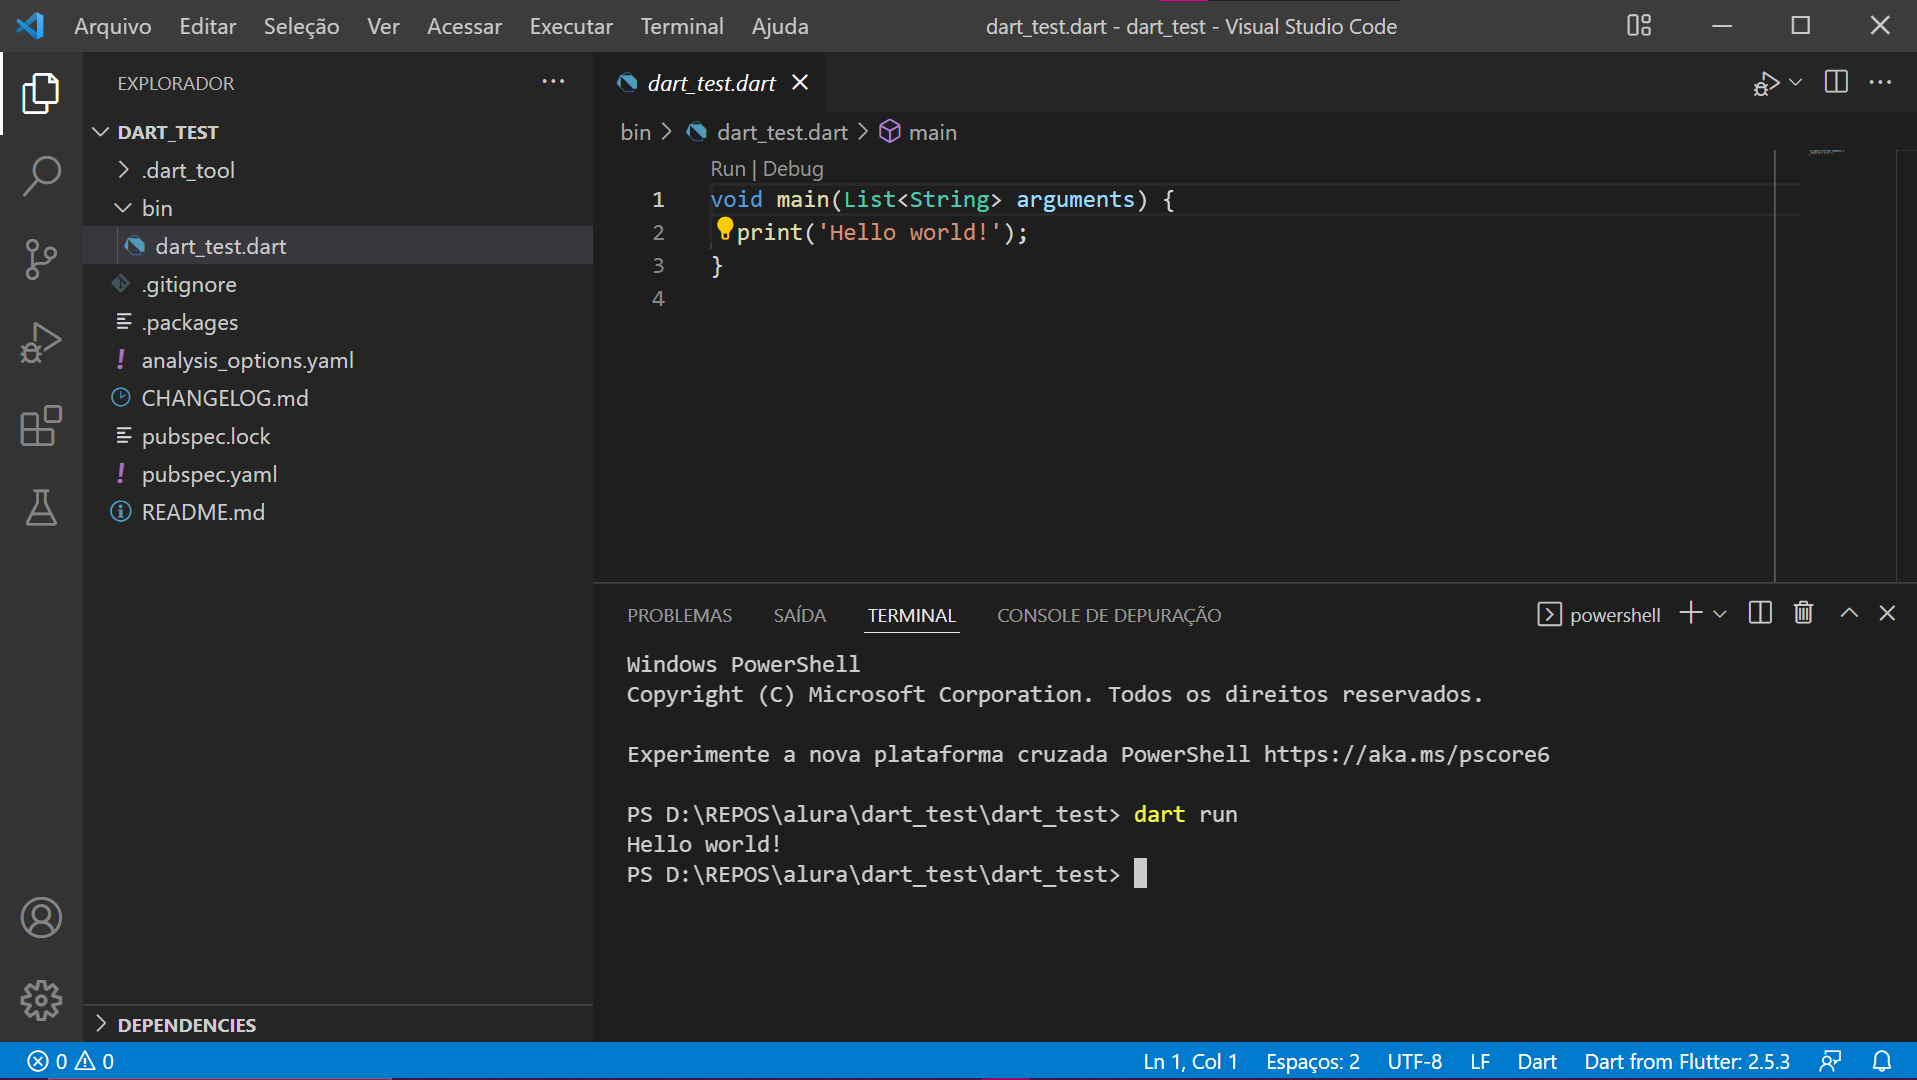 Arquivo Editar Seleção Ver Acessar Executar Terminal Ajuda dart_test.dart - dart_test - Visual Studio Code
EXPLORADOR
DART_TEST
.dart_tool
bin
dart_test.dart
.gitignore
.packages
analysis_options.yaml
CHANGELOG.md
pubspec.lock
pubspec.yaml
README.md
DEPENDENCIES
dart_test.dart
bin > dart_test.dart > main
Run | Debug
1 void main(List<String> arguments) {
2 print('Hello world!');
3 }
4
PROBLEMAS SAÍDA TERMINAL CONSOLE DE DEPURAÇÃO powershell
Windows PowerShell
Copyright (C) Microsoft Corporation. Todos os direitos reservados.
Experimente a nova plataforma cruzada PowerShell https://aka.ms/pscore6
PS D:\REPOS\alura\dart_test\dart_test> dart run
Hello world!
PS D:\REPOS\alura\dart_test\dart_test>
0 0 Ln 1, Col 1 Espaços: 2 UTF-8 LF Dart Dart from Flutter: 2.5.3